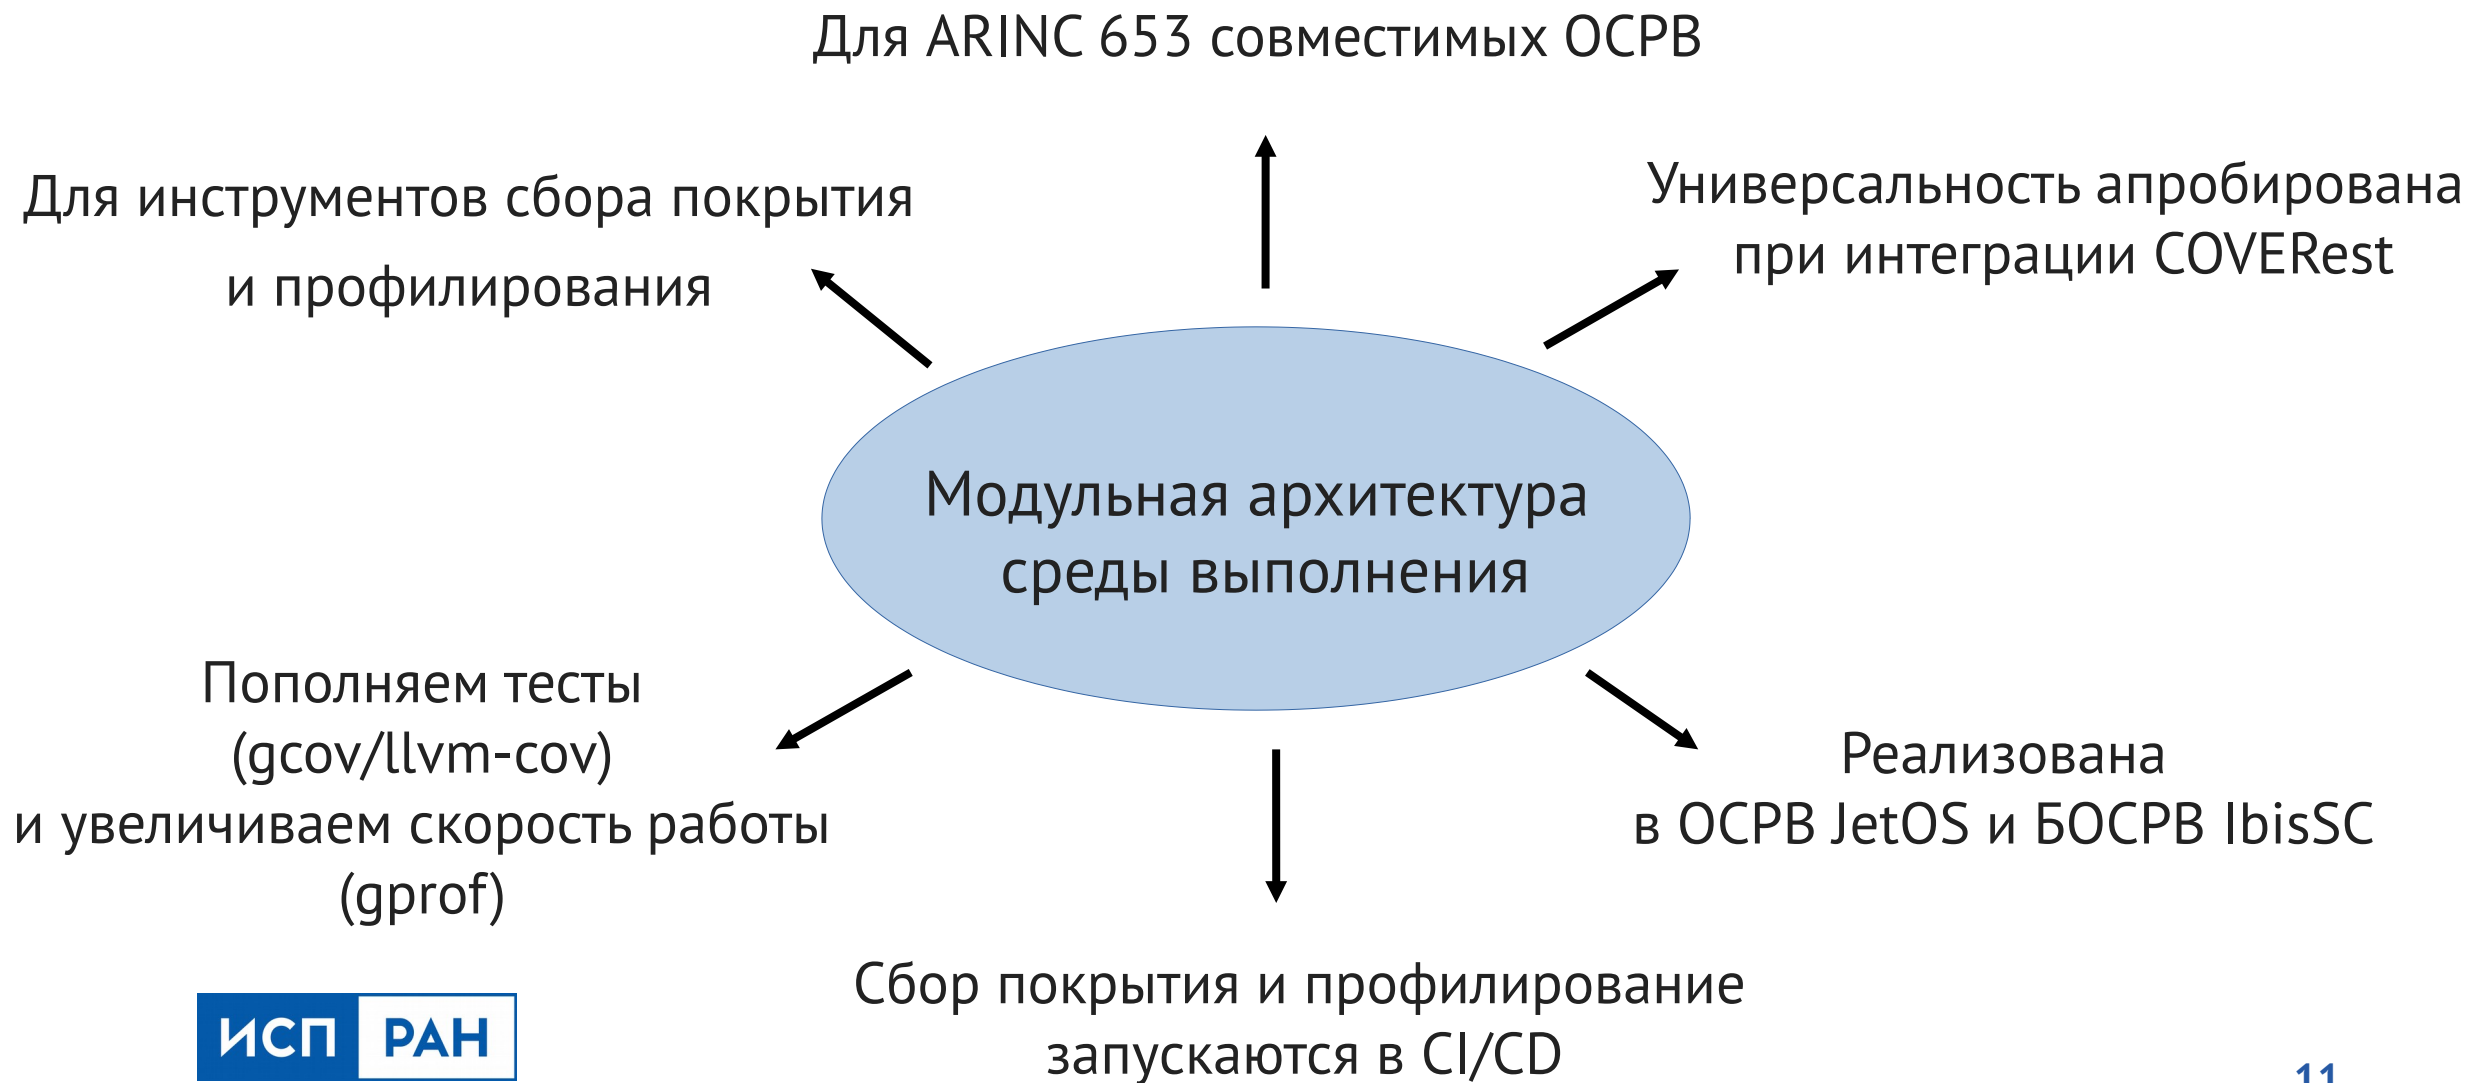 Для ARINC 653 совместимых ОСРВ
Для инструментов сбора покрытия
и профилирования
Универсальность апробирована
при интеграции COVERest
Модульная архитектура
среды выполнения
Пополняем тесты
(gcov/llvm-cov)
и увеличиваем скорость работы
(gprof)
Реализована
в ОСРВ JetOS и БОСРВ IbisSC
Сбор покрытия и профилирование
запускаются в CI/CD
ИСП РАН
11